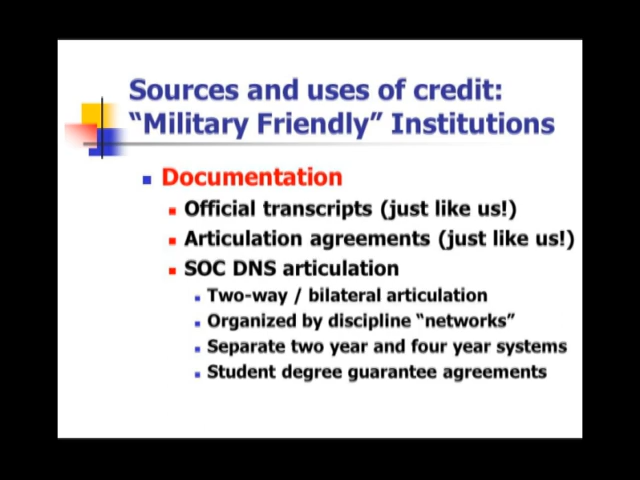 Sources and uses of credit:
“Military Friendly” Institutions
Documentation
Official transcripts (just like us!)
Articulation agreements (just like us!)
SOC DNS articulation
Two-way / bilateral articulation
Organized by discipline “networks”
Separate two year and four year systems
Student degree guarantee agreements